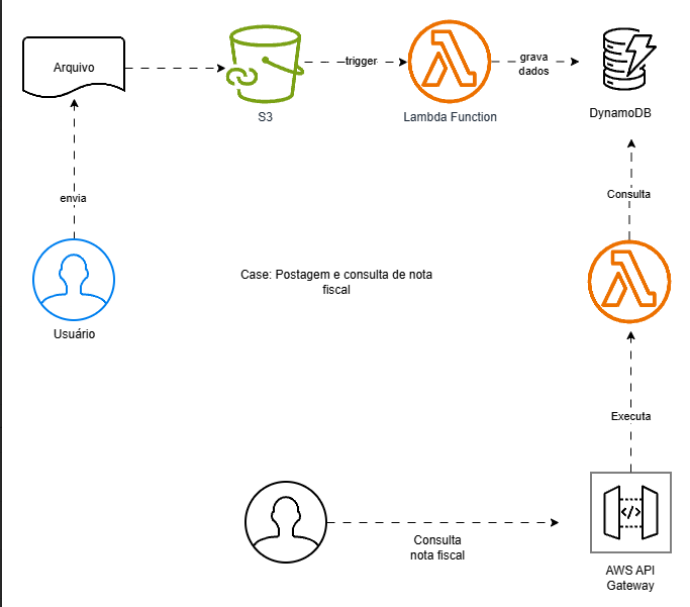 Arquivo
trigger
grava
dados
S3
Lambda Function
DynamoDB
envia
Consulta
Case: Postagem e consulta de nota
fiscal
Usuário
Executa
Consulta
nota fiscal
</>
AWS API
Gateway